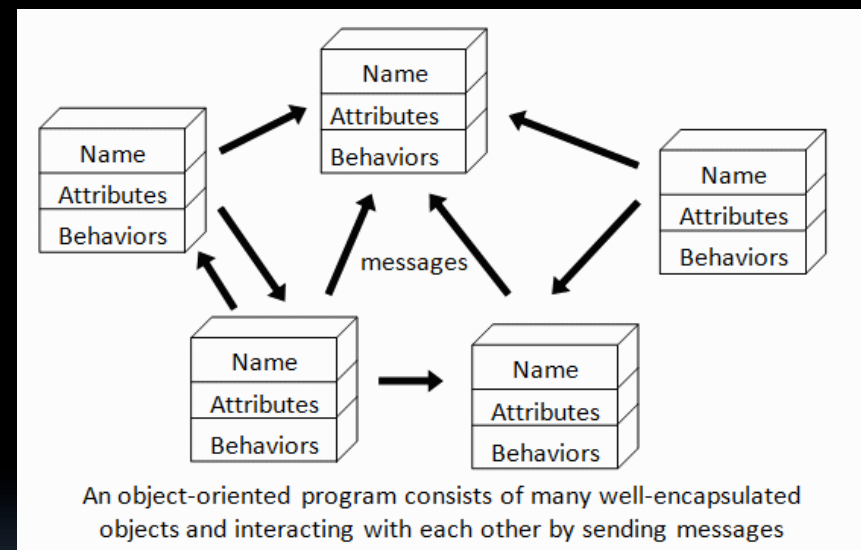 Name
Attributes
Behaviors
Name
Attributes
Behaviors
Name
Attributes
Behaviors
messages
Name
Attributes
Behaviors
Name
Attributes
Behaviors
An object-oriented program consists of many well-encapsulated
objects and interacting with each other by sending messages